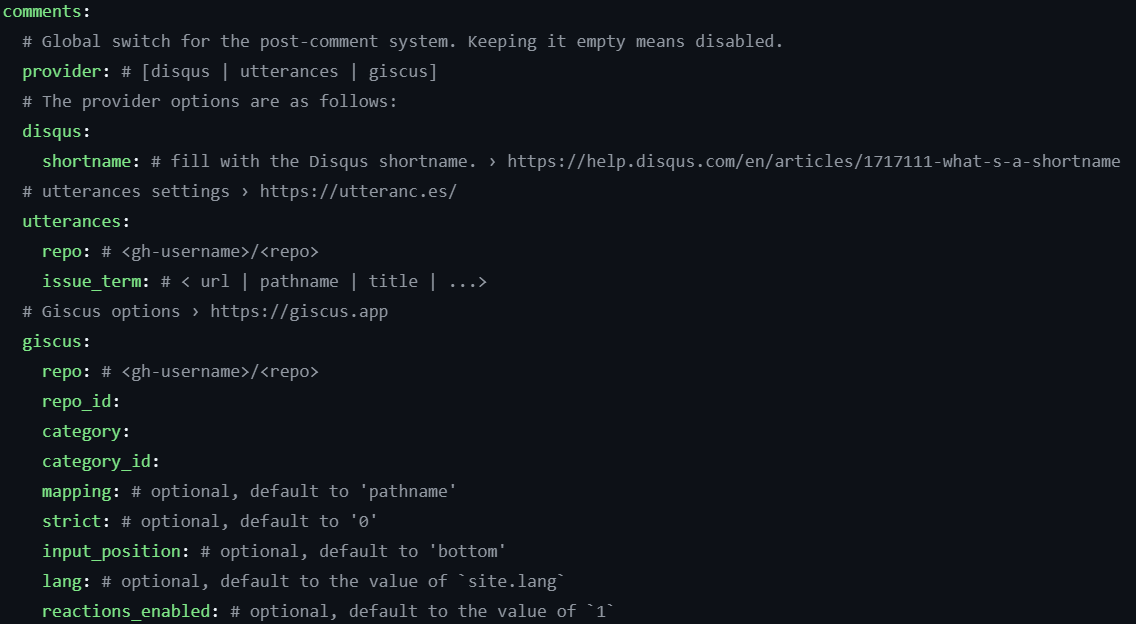 comments:
  # Global switch for the post-comment system. Keeping it empty means disabled.
  provider: # [disqus | utterances | giscus]
  # The provider options are as follows:
  disqus:
    shortname: # fill with the Disqus shortname. › https://help.disqus.com/en/articles/1717111-what-s-a-shortname
  # utterances settings › https://utteranc.es/
  utterances:
    repo: # <gh-username>/<repo>
    issue_term: # < url | pathname | title | ...>
  # Giscus options › https://giscus.app
  giscus:
    repo: # <gh-username>/<repo>
    repo_id:
    category:
    category_id:
    mapping: # optional, default to 'pathname'
    strict: # optional, default to '0'
    input_position: # optional, default to 'bottom'
    lang: # optional, default to the value of `site.lang`
    reactions_enabled: # optional, default to the value of `1`